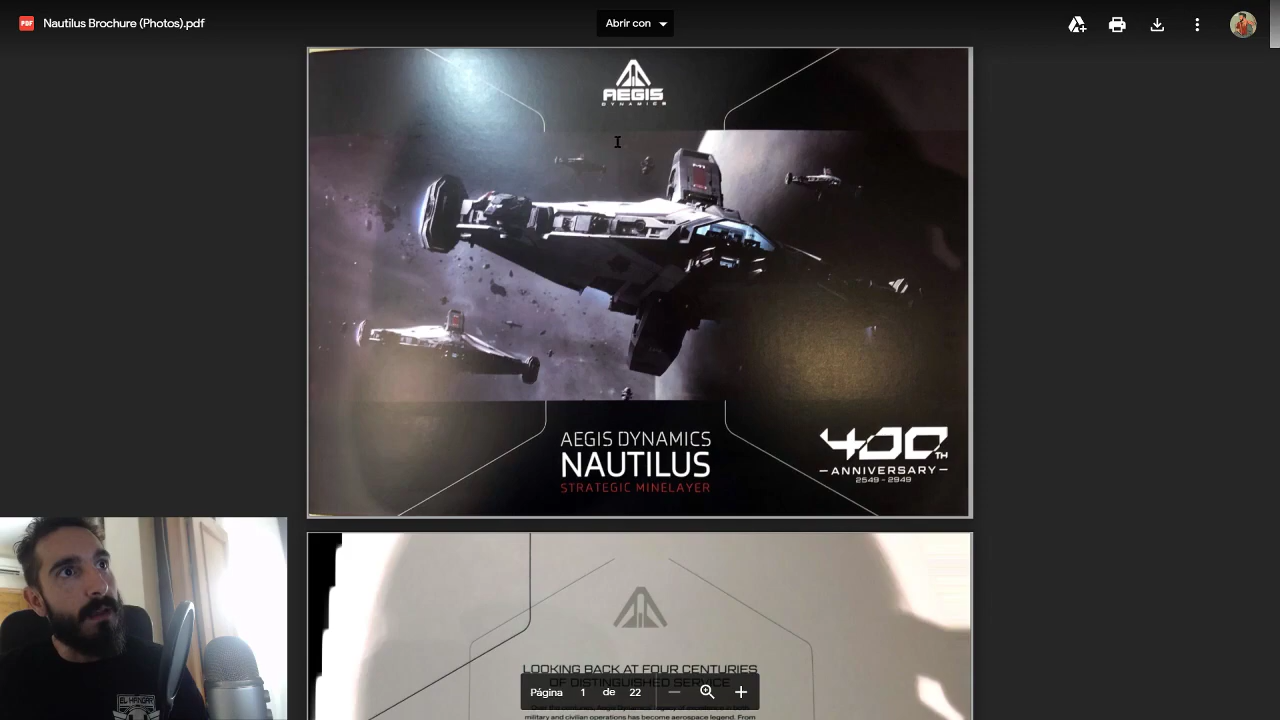 PDF
Nautilus Brochure (Photos).pdf
Abrir con
AEGIS
DYNAMICS
AEGIS DYNAMICS
NAUTILUS
STRATEGIC MINELAYER
400TH
ANNIVERSARY
2549 - 2949
LOOKING BACK AT FOUR CENTURIES
OF DISTINGUISHED SERVICE
Página 1 de 22
military and civilian operations has become aerospace legend. From